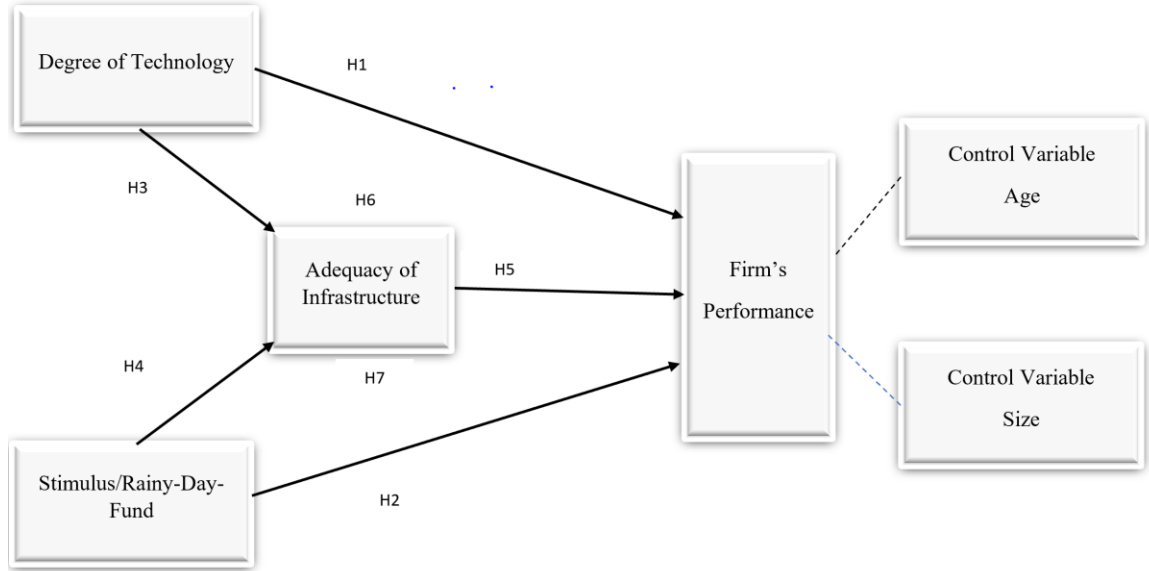 Degree of Technology
H1
Control Variable
Age
H3
H6
Adequacy of
Infrastructure
H5
Firm's
Performance
H4
H7
Control Variable
Size
Stimulus/Rainy-Day-
Fund
H2